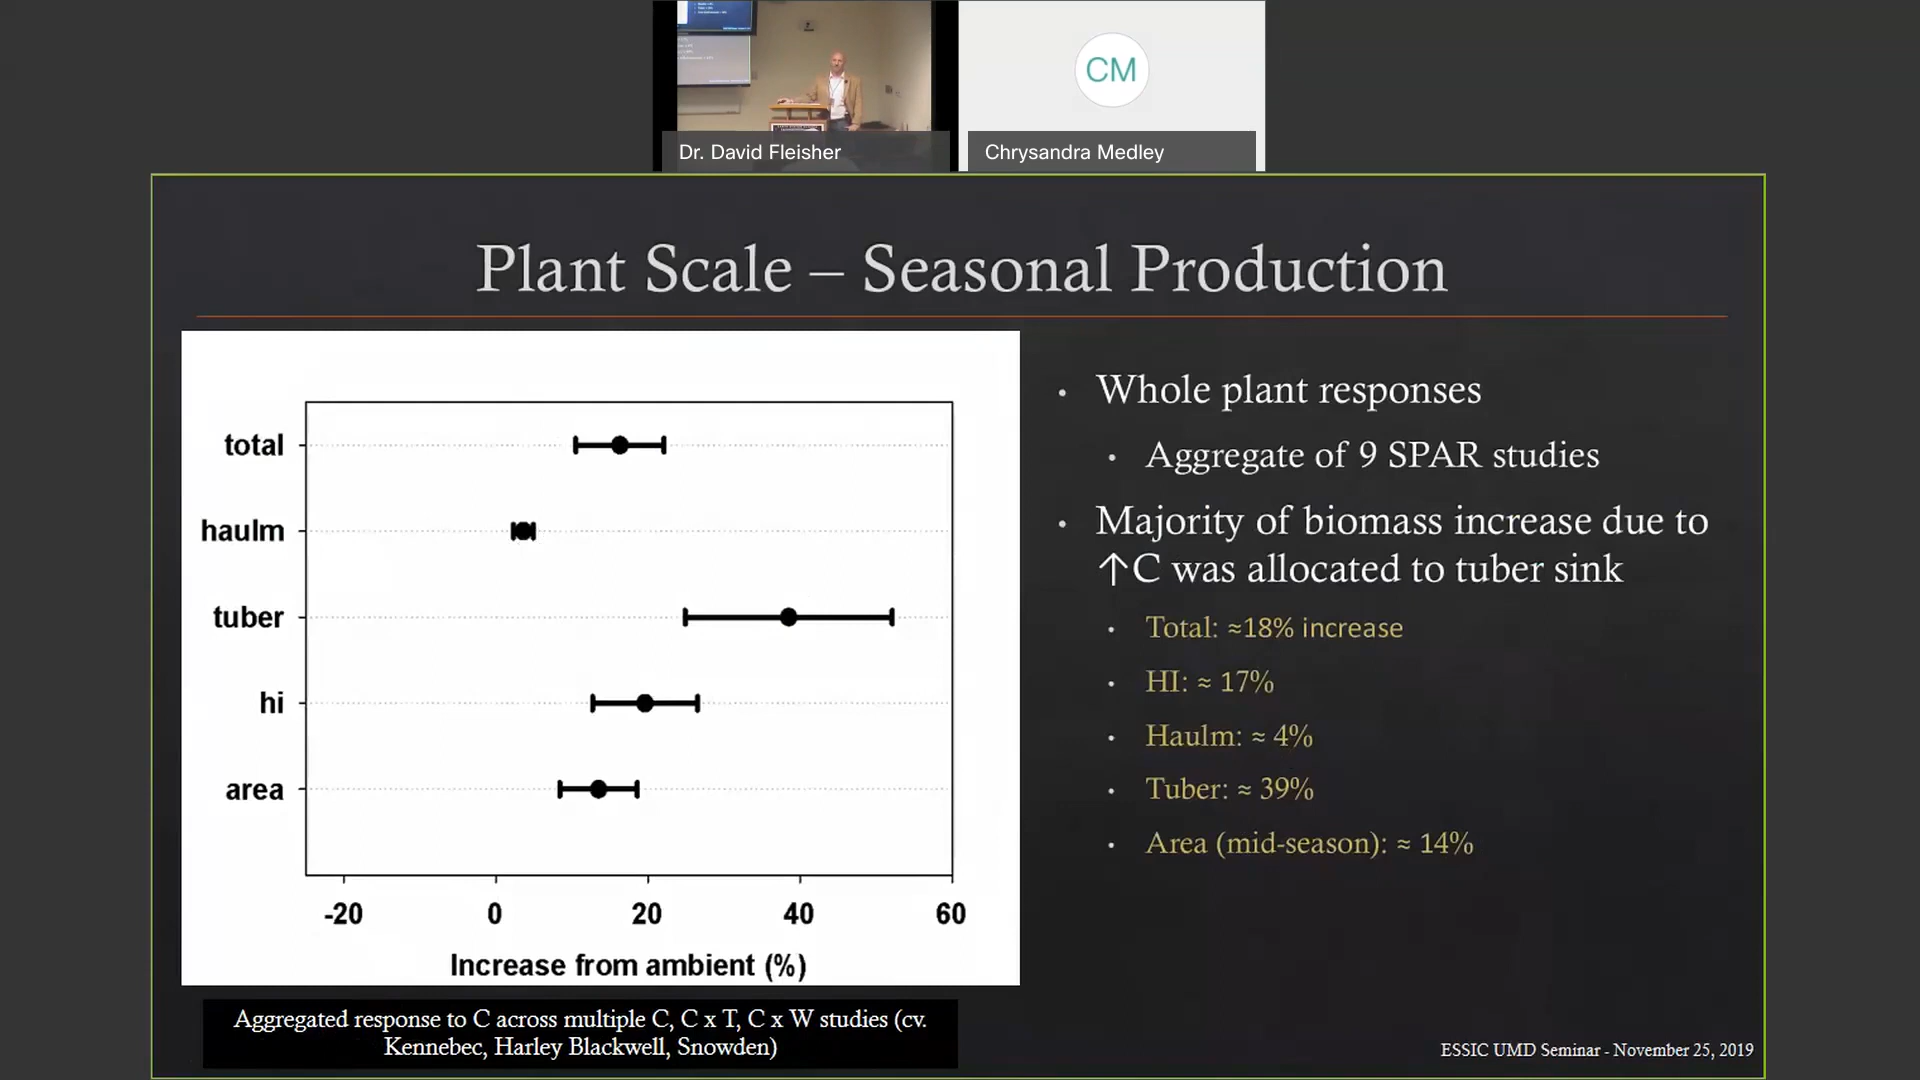 CM
Dr. David Fleisher
Chrysandra Medley
Plant Scale – Seasonal Production
total
haulm
tuber
hi
area
-20 0 20 40 60
Increase from ambient (%)
Aggregated response to C across multiple C, C x T, C x W studies (cv.
Kennebec, Harley Blackwell, Snowden)
• Whole plant responses
• Aggregate of 9 SPAR studies
• Majority of biomass increase due to
↑C was allocated to tuber sink
• Total: ≈18% increase
• HI: ≈ 17%
• Haulm: ≈ 4%
• Tuber: ≈ 39%
• Area (mid-season): ≈ 14%
ESSIC UMD Seminar - November 25, 2019